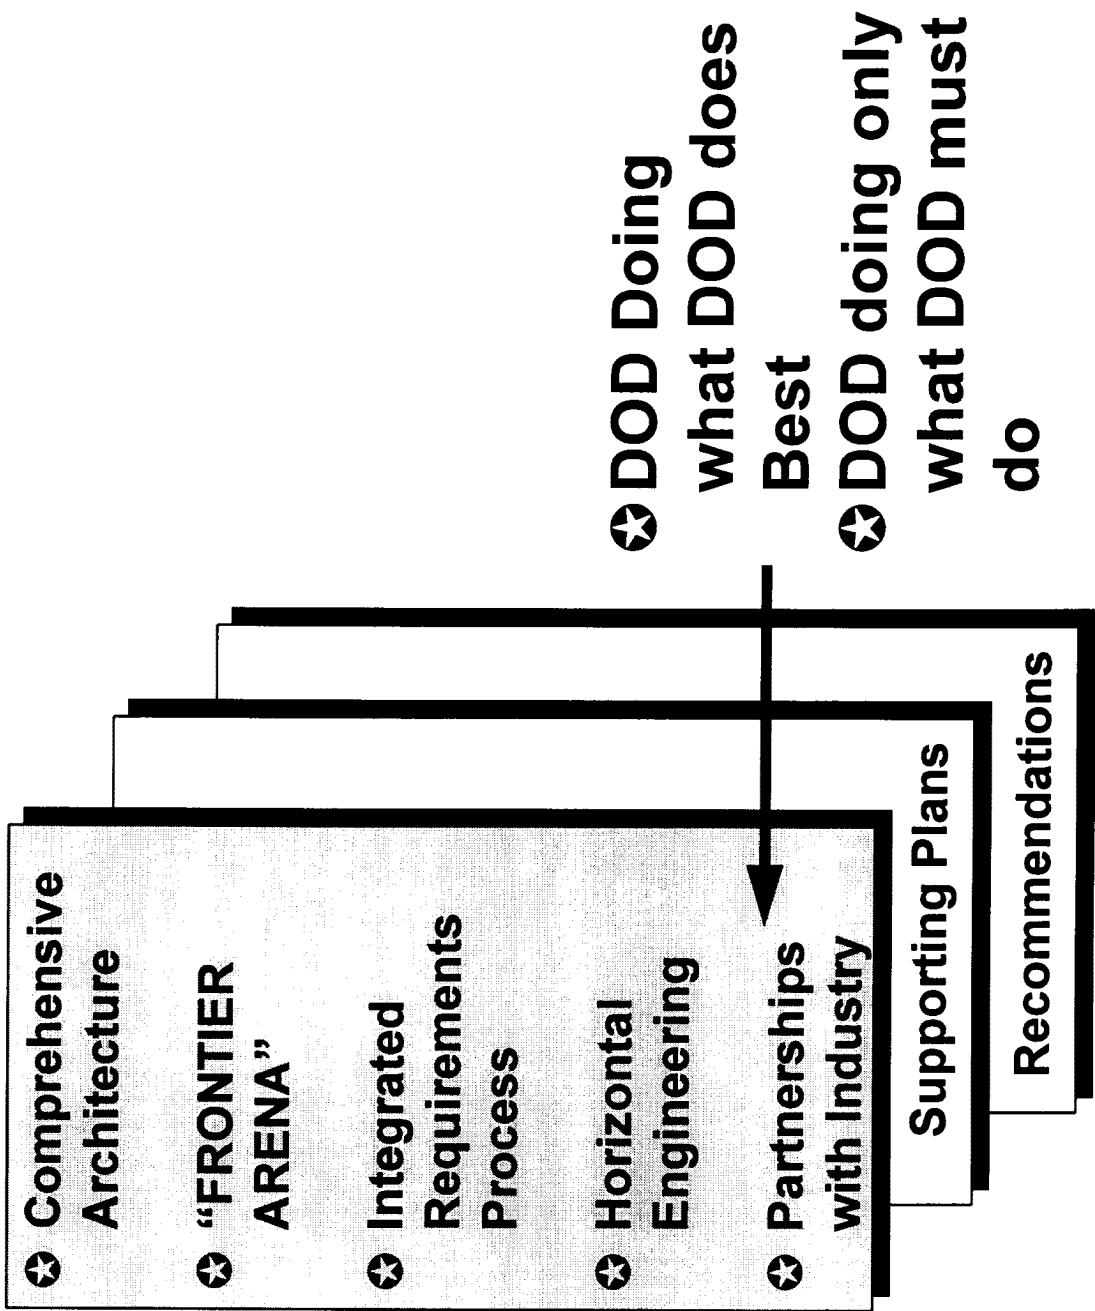 Comprehensive
Architecture
“FRONTIER
ARENA”
Integrated
Requirements
Process
Horizontal
Engineering
Partnerships
with Industry
Supporting Plans
Recommendations
DOD Doing
what DOD does
Best
DOD doing only
what DOD must
do